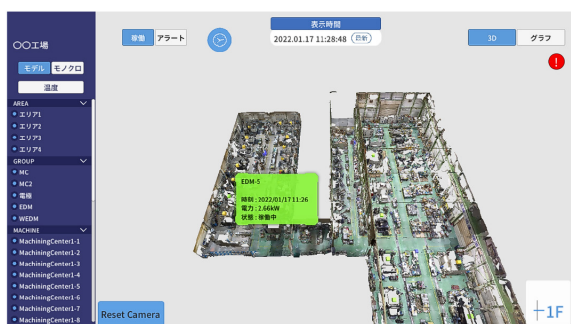 〇〇工場
モデル モノクロ
温度
AREA
エリア1
エリア2
エリア3
エリア4
GROUP
MC
MC2
電極
EDM
WEDM
MACHINE
MachiningCenter1-1
MachiningCenter1-2
MachiningCenter1-3
MachiningCenter1-4
MachiningCenter1-5
MachiningCenter1-6
MachiningCenter1-7
MachiningCenter1-8
稼働 アラート
表示時間
2022.01.17 11:28:48 最新
3D グラフ
!
EDM-5
時刻 : 2022/01/17 11:26
電力 : 2.66kW
状態 : 稼働中
Reset Camera
1F